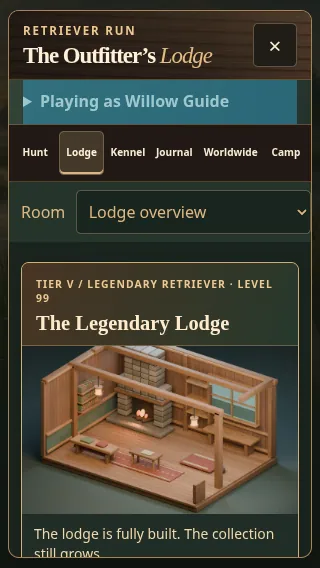 RETRIEVER RUN
The Outfitter's Lodge
✕
▶ Playing as Willow Guide
Hunt Lodge Kennel Journal Worldwide Camp
Room Lodge overview
TIER V / LEGENDARY RETRIEVER · LEVEL
99
The Legendary Lodge
The lodge is fully built. The collection
still grows